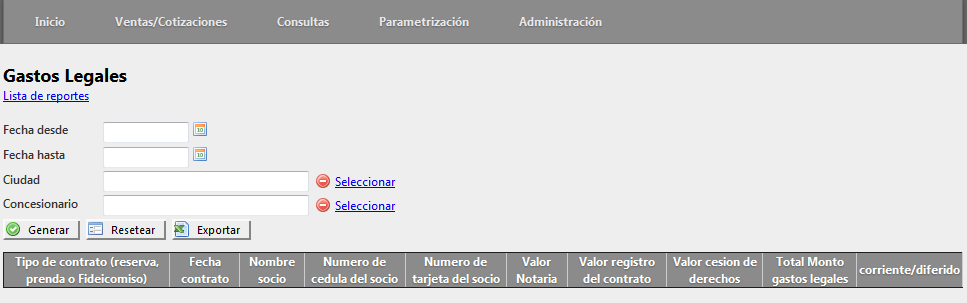 Inicio Ventas/Cotizaciones Consultas Parametrización Administración
Gastos Legales
Lista de reportes
Fecha desde
Fecha hasta
Ciudad Seleccionar
Concesionario Seleccionar
Generar Resetear Exportar
Tipo de contrato (reserva, Fecha Nombre Numero de Numero de Valor Valor registro Valor cesion de Total Monto corriente/diferido
prenda o Fideicomiso) contrato socio cedula del socio tarjeta del socio Notaria del contrato derechos gastos legales